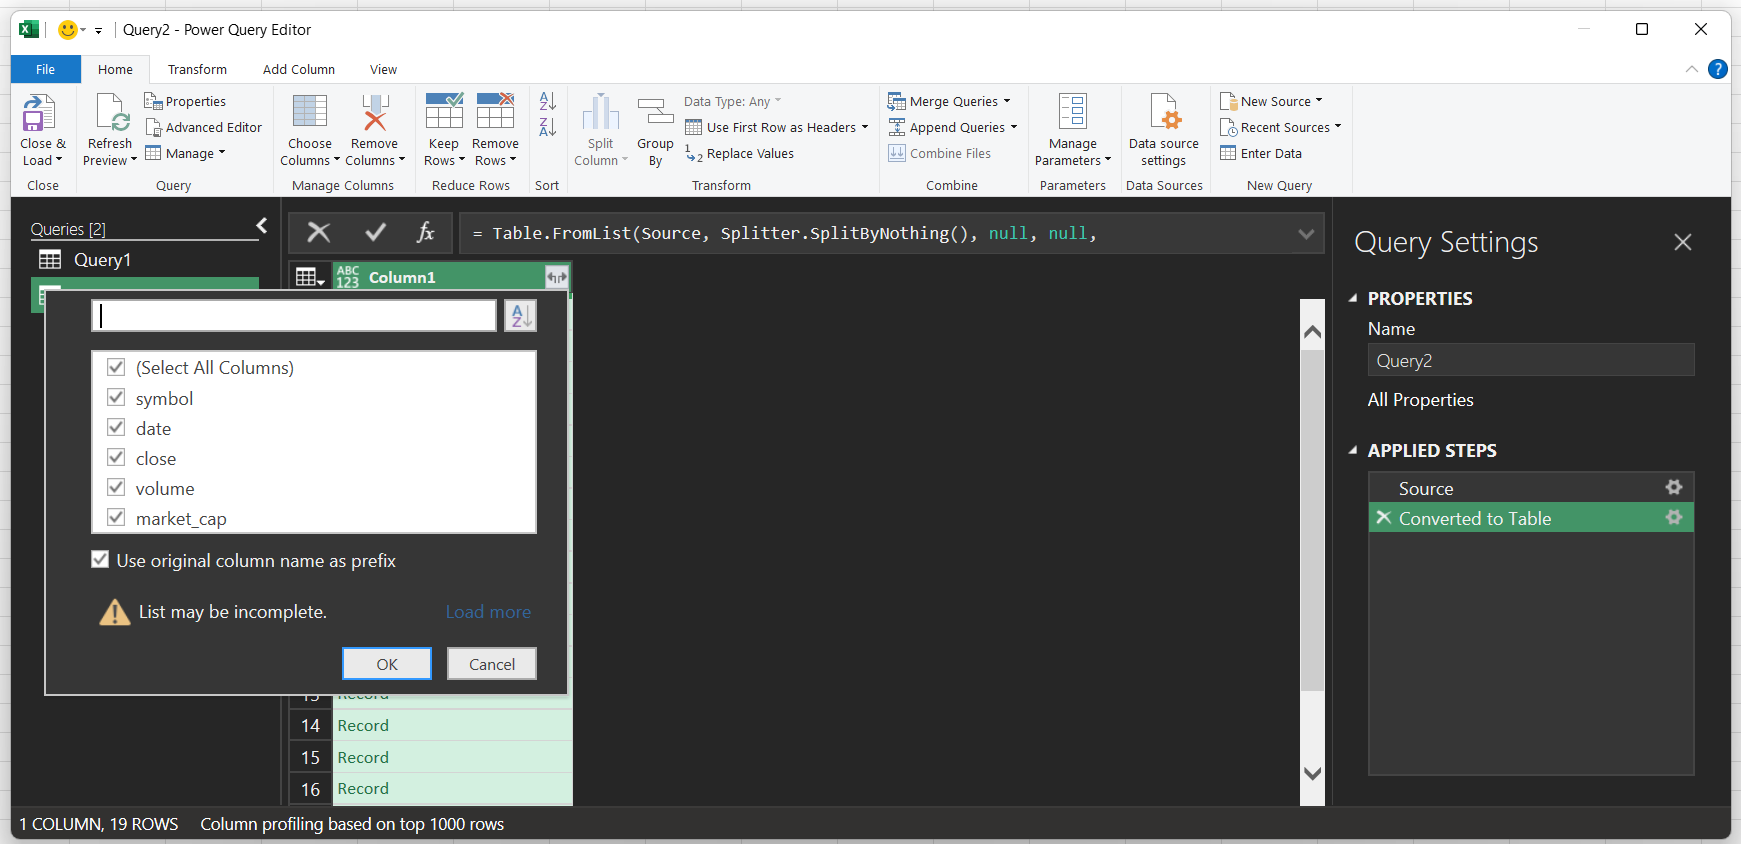 Query2 - Power Query Editor
File Home Transform Add Column View
Close & Load
Close
Refresh Preview
Properties
Advanced Editor
Manage
Query
Choose Columns
Remove Columns
Manage Columns
Keep Rows
Remove Rows
Reduce Rows
A
Z
Z
A
Sort
Split Column
Group By
Data Type: Any
Use First Row as Headers
1
2
Replace Values
Transform
Merge Queries
Append Queries
Combine Files
Combine
Manage Parameters
Parameters
Data source settings
Data Sources
New Source
Recent Sources
Enter Data
New Query
?
Queries [2]
Query1
fx
= Table.FromList(Source, Splitter.SplitByNothing(), null, null,
ABC
123
Column1
A
Z
(Select All Columns)
symbol
date
close
volume
market_cap
Use original column name as prefix
List may be incomplete.
Load more
OK
Cancel
13 Record
14 Record
15 Record
16 Record
Query Settings
PROPERTIES
Name
Query2
All Properties
APPLIED STEPS
Source
Converted to Table
1 COLUMN, 19 ROWS Column profiling based on top 1000 rows